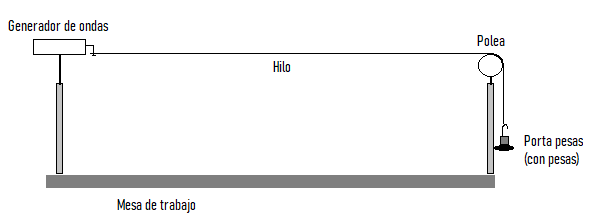 Generador de ondas
Polea
Hilo
Porta pesas
(con pesas)
Mesa de trabajo